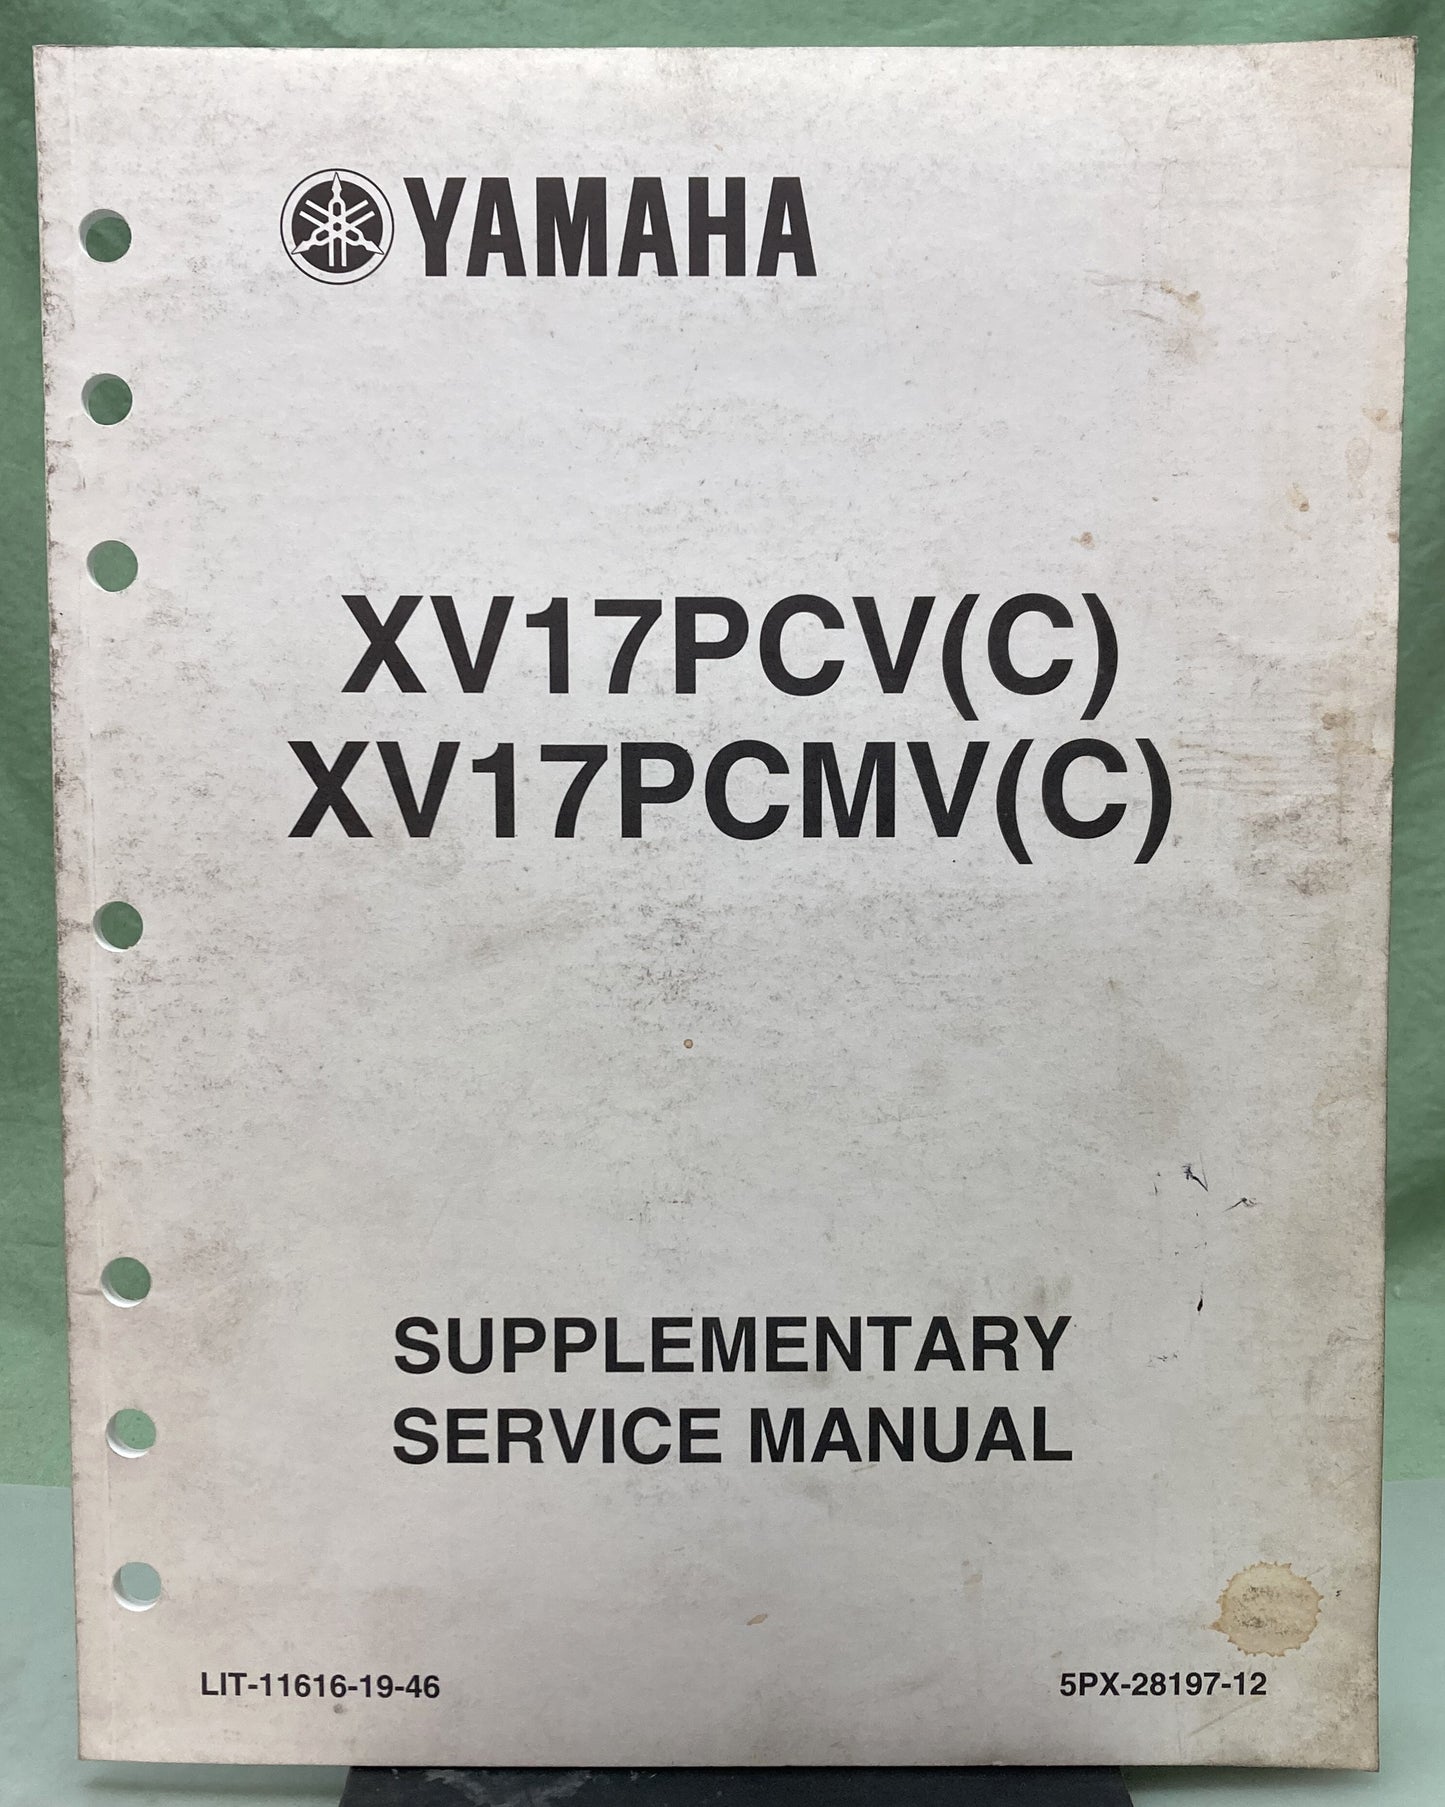 YAMAHA
XV17PCV(C)
XV17PCMV(C)
SUPPLEMENTARY
SERVICE MANUAL
LIT-11616-19-46
5PX-28197-12